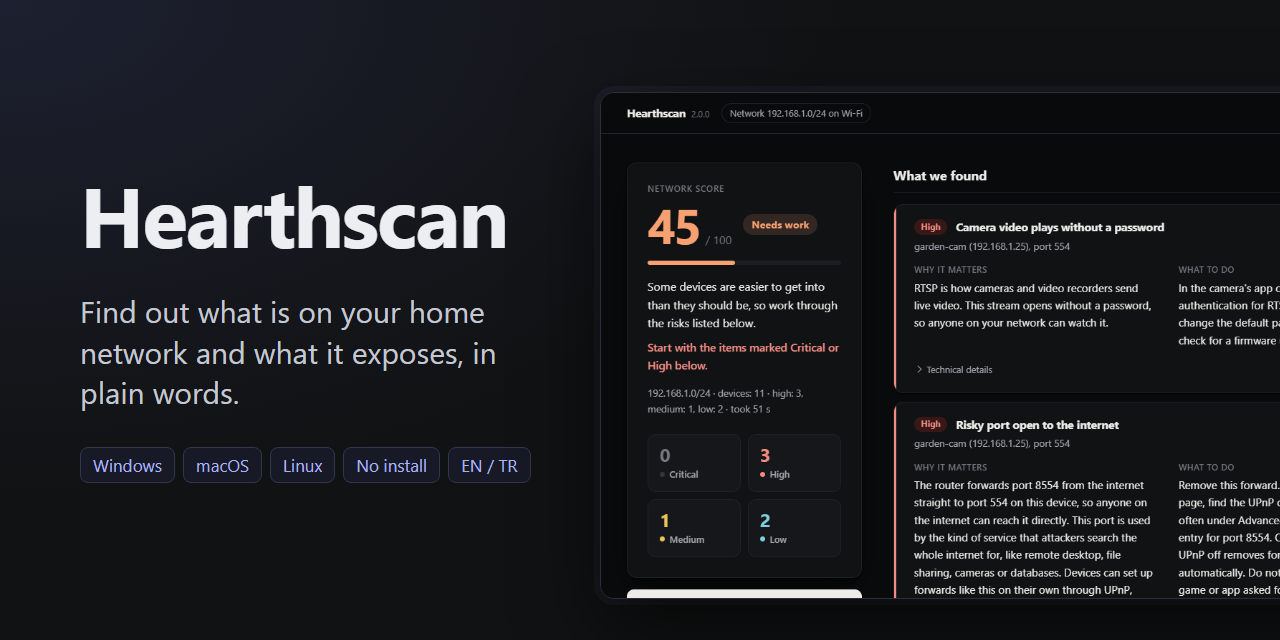 Hearthscan
Find out what is on your home
network and what it exposes, in
plain words.
Windows
macOS
Linux
No install
EN / TR
Hearthscan 2.0.0
Network 192.168.1.0/24 on Wi-Fi
NETWORK SCORE
45 / 100
Needs work
Some devices are easier to get into
than they should be, so work through
the risks listed below.
Start with the items marked Critical or
High below.
192.168.1.0/24 · devices: 11 · high: 3,
medium: 1, low: 2 · took 51 s
0
Critical
3
High
1
Medium
2
Low
What we found
High
Camera video plays without a password
garden-cam (192.168.1.25), port 554
WHY IT MATTERS
RTSP is how cameras and video recorders send
live video. This stream opens without a password,
so anyone on your network can watch it.
WHAT TO DO
In the camera's app
authentication for
change the default
check for a firmware
Technical details
High
Risky port open to the internet
garden-cam (192.168.1.25), port 554
WHY IT MATTERS
The router forwards port 8554 from the internet
straight to port 554 on this device, so anyone on
the internet can reach it directly. This port is used
by the kind of service that attackers search the
whole internet for, like remote desktop, file
sharing, cameras or databases. Devices can set up
forwards like this on their own through UPnP,
WHAT TO DO
Remove this forward.
page, find the UPnP
often under
entry for port 8554.
UPnP off removes
automatically. Do not
game or app asked